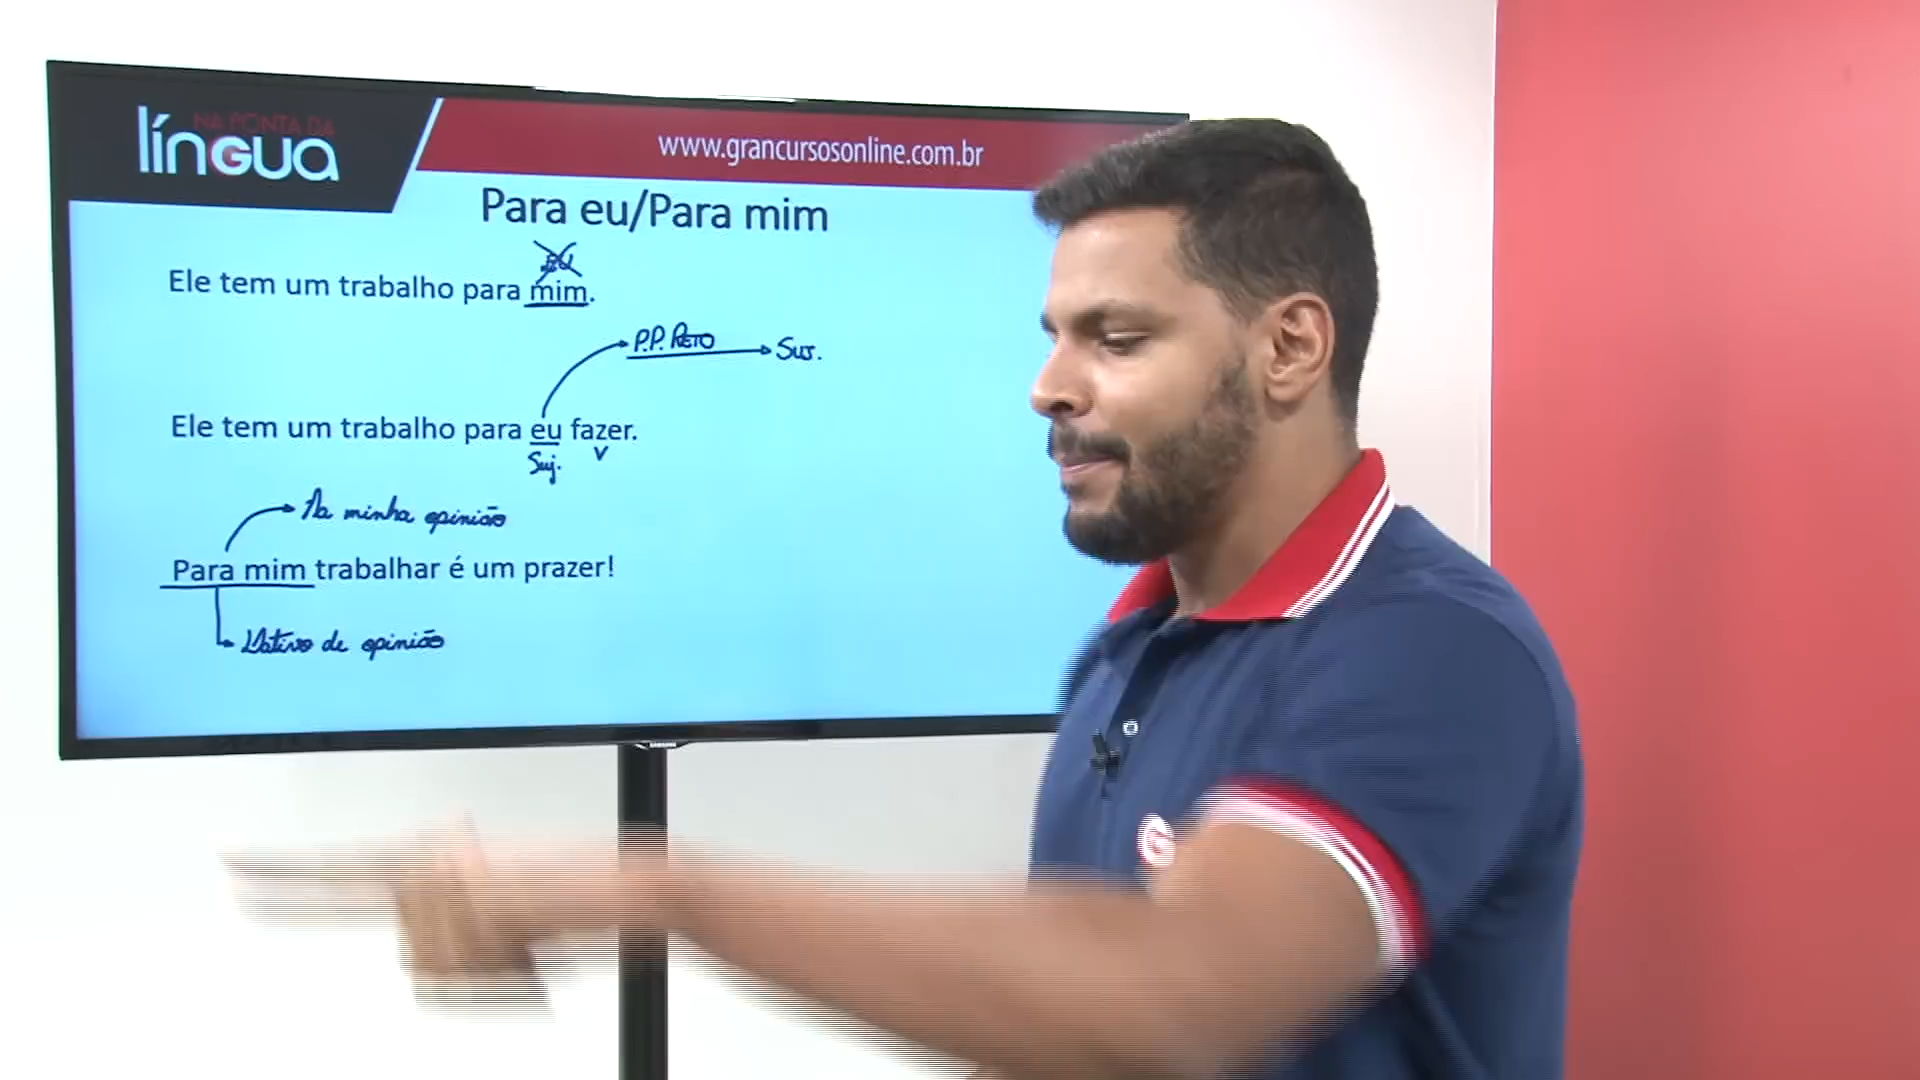 NA PONTA DA
línGUA
www.grancursosonline.com.br
Para eu/Para mim
EU
Ele tem um trabalho para mim.
P.P. RETO
SUJ.
Ele tem um trabalho para eu fazer.
Suj.
V
Na minha opinião
Para mim trabalhar é um prazer!
Dativo de opinião
SAMSUNG
G